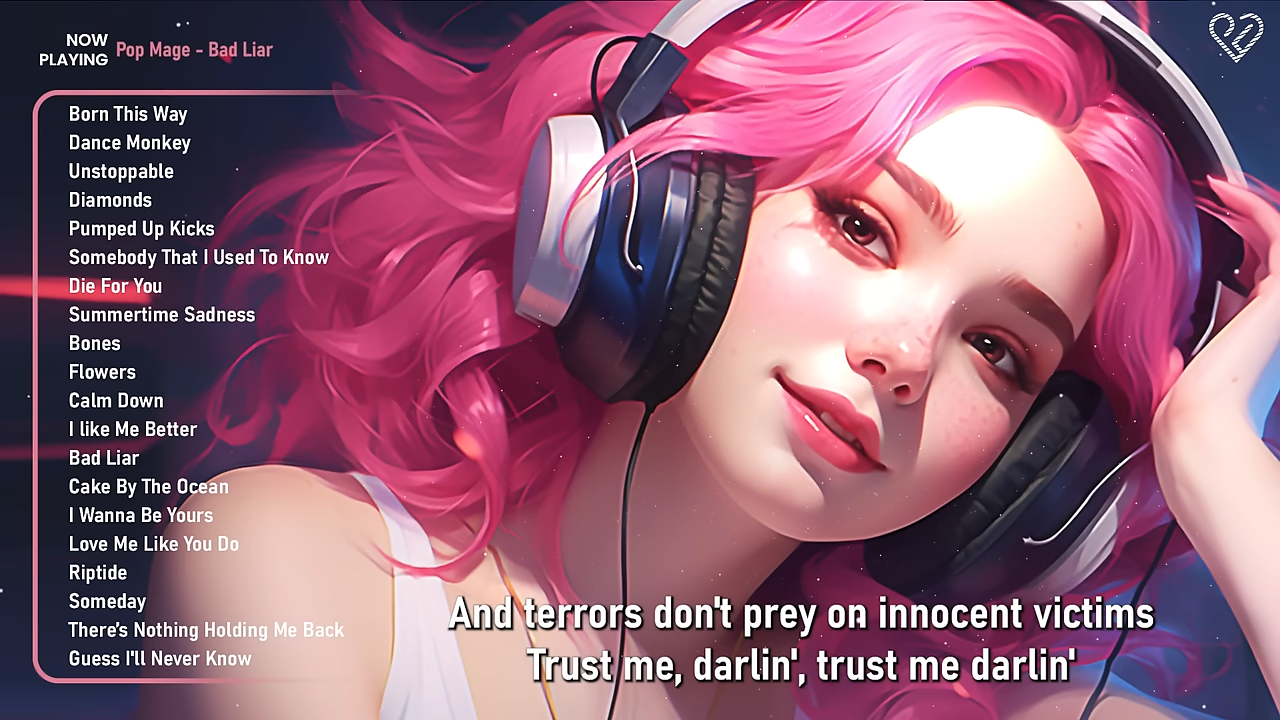 NOW
PLAYING
Pop Mage - Bad Liar
Born This Way
Dance Monkey
Unstoppable
Diamonds
Pumped Up Kicks
Somebody That I Used To Know
Die For You
Summertime Sadness
Bones
Flowers
Calm Down
I like Me Better
Bad Liar
Cake By The Ocean
I Wanna Be Yours
Love Me Like You Do
Riptide
Someday
There's Nothing Holding Me Back
Guess I'll Never Know
And terrors don't prey on innocent victims
Trust me, darlin', trust me darlin'